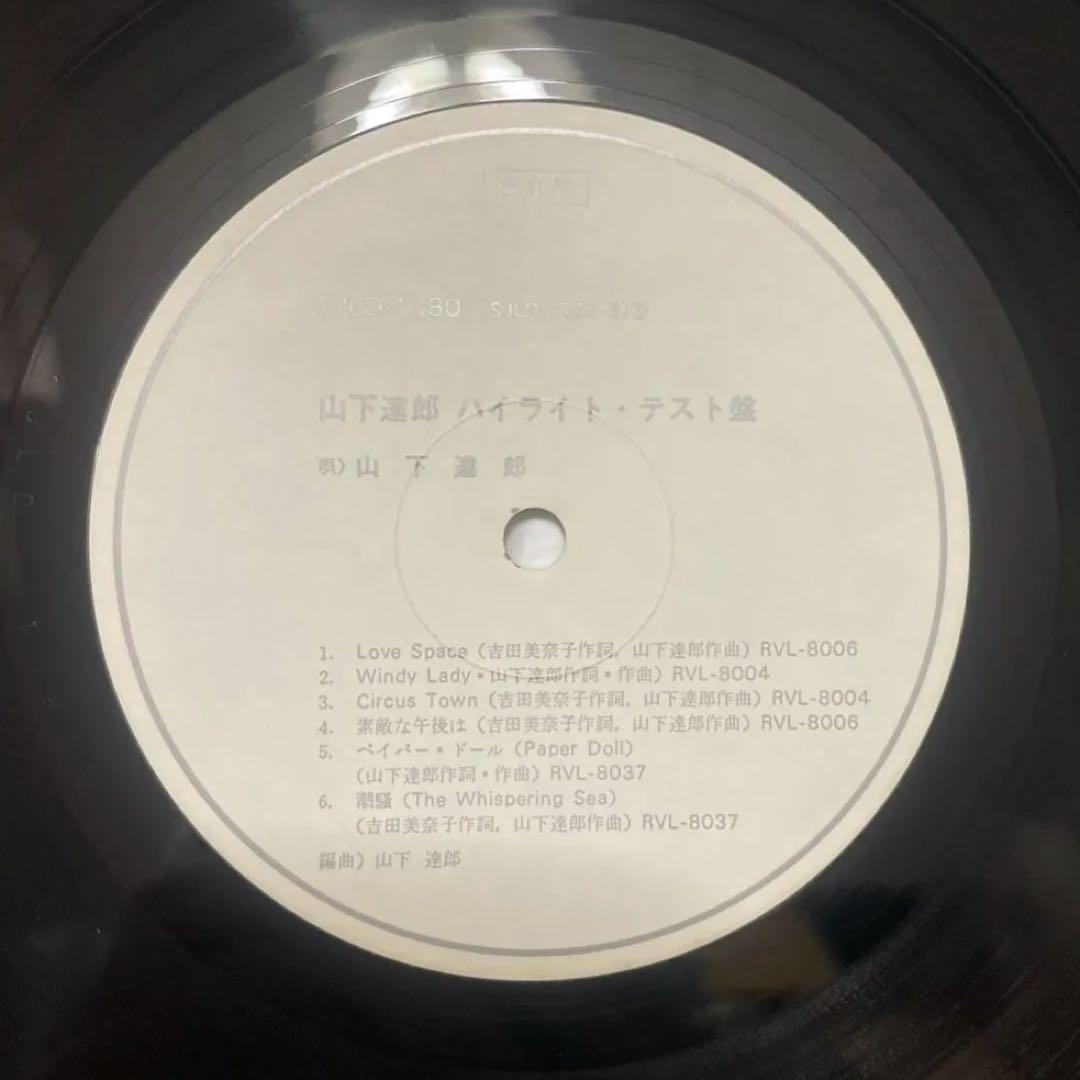 山下達郎 ハイライト・テスト盤
唄) 山 下 達 郎
1. Love Space (吉田美奈子作詞, 山下達郎作曲) RVL-8006
2. Windy Lady・山下達郎作詞・作曲) RVL-8004
3. Circus Town (吉田美奈子作詞, 山下達郎作曲) RVL-8004
4. 素敵な午後は (吉田美奈子作詞, 山下達郎作曲) RVL-8006
5. ペイパー・ドール (Paper Doll)
(山下達郎作詞・作曲) RVL-8037
6. 潮騒 (The Whispering Sea)
(吉田美奈子作詞, 山下達郎作曲) RVL-8037
編曲) 山下 達郎